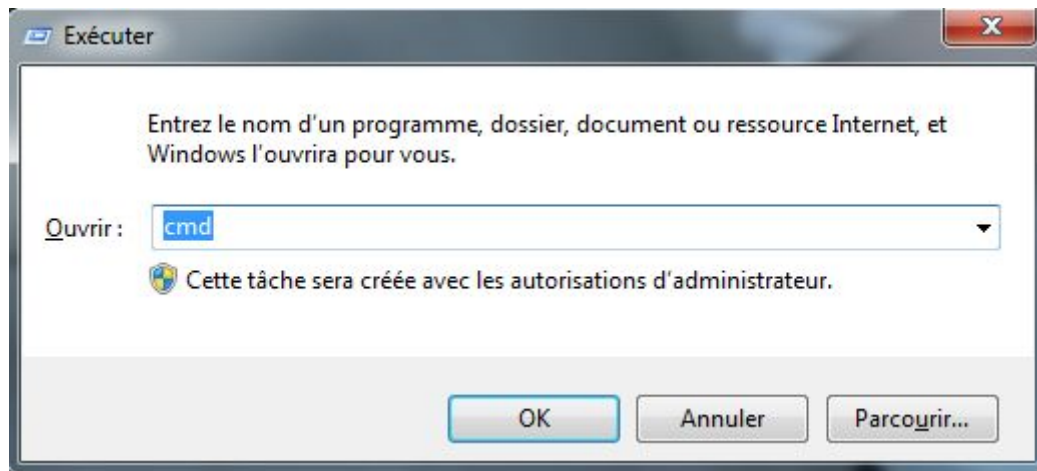 Exécuter
Entrez le nom d'un programme, dossier, document ou ressource Internet, et
Windows l'ouvrira pour vous.
Ouvrir : cmd
Cette tâche sera créée avec les autorisations d'administrateur.
OK Annuler Parcourir...